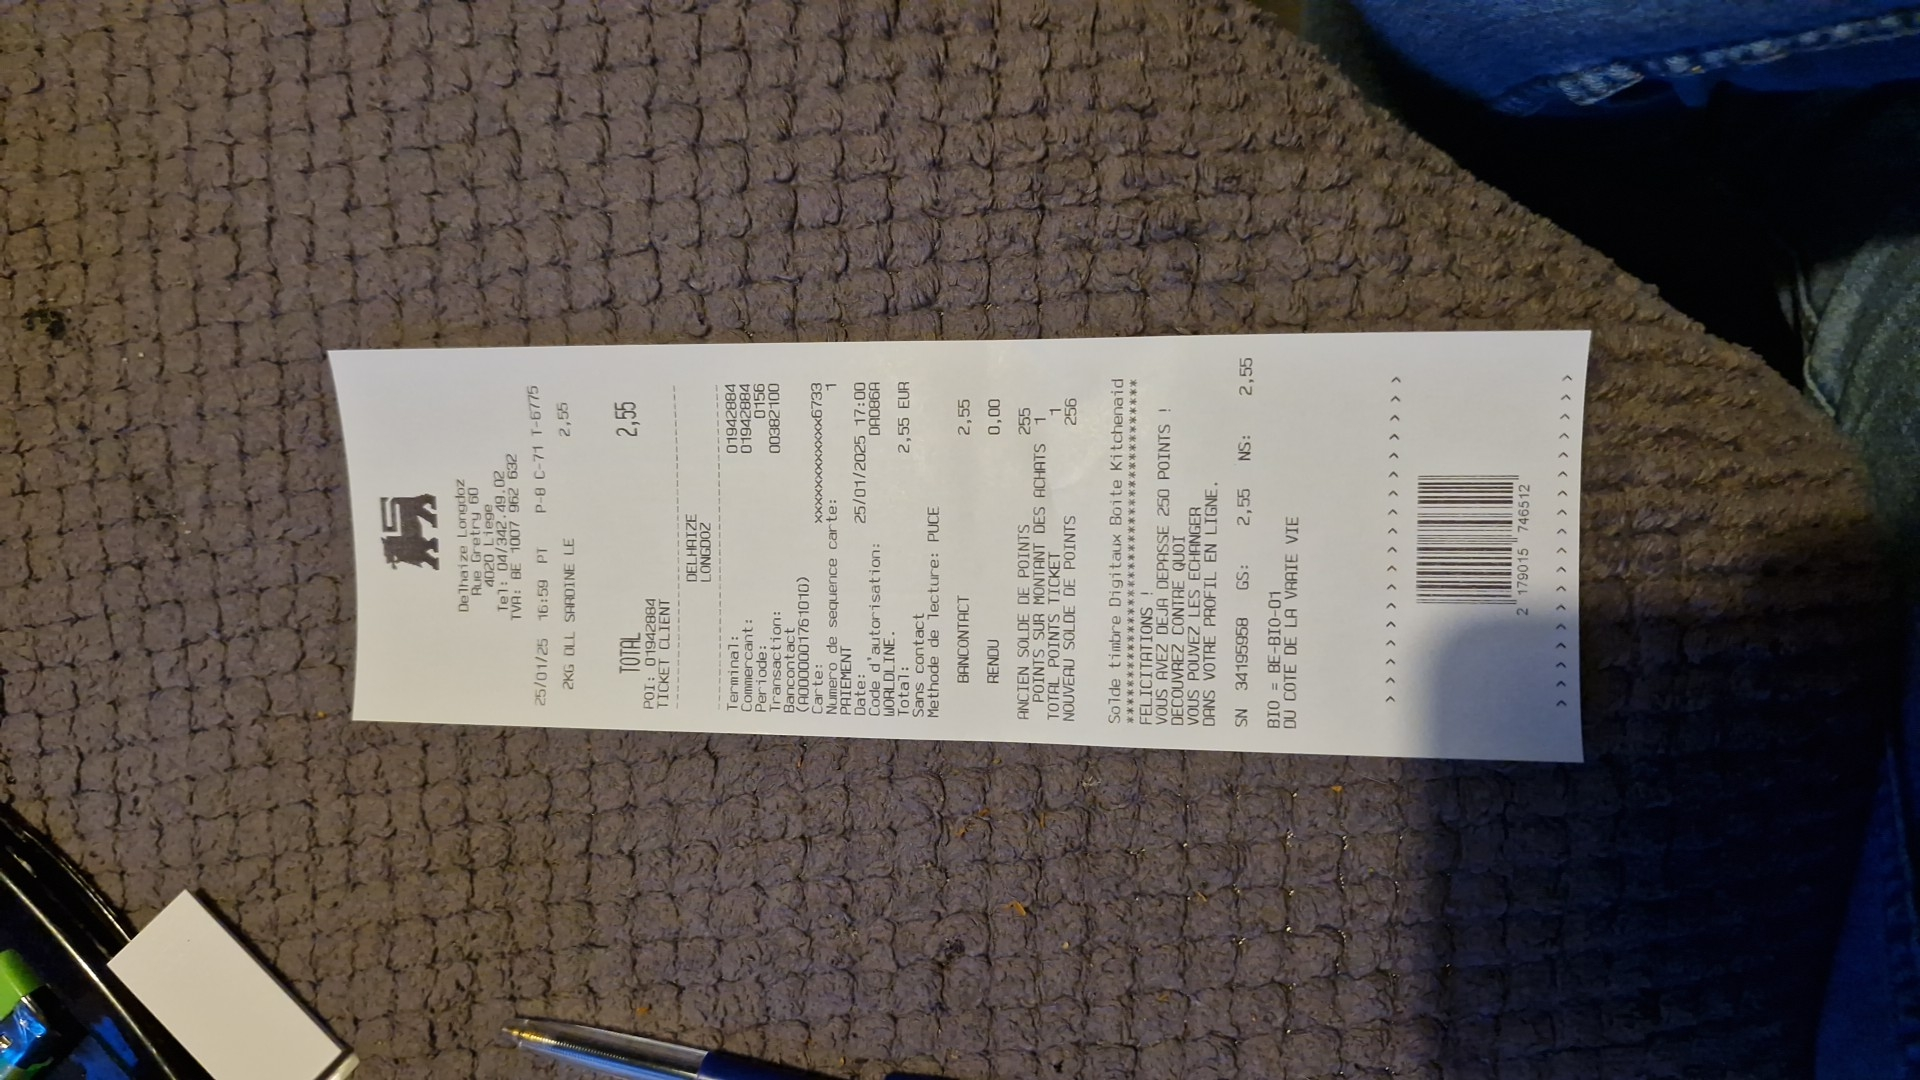 Delhaize Longdoz
Rue Gretry 60
4020 Liege
Tel: 04/342.49.02
TVA: BE 1007 962 632
25/01/25 16:59 PT P-8 C-71 T-6775
2KG OLL SARDINE LE 2,55
TOTAL 2,55
POI: 01942884
TICKET CLIENT
--------------------------------
DELHAIZE
LONGDOZ
--------------------------------
Terminal: 01942884
Commercant: 01942884
Periode: 0156
Transaction: 00382100
Bancontact
(A0000001761010)
Carte: xxxxxxxxxxxxx6733
Numero de sequence carte: 1
PAIEMENT
Date: 25/01/2025 17:00
Code d'autorisation: DA086A
WORLDLINE.
Total: 2,55 EUR
Sans contact
Methode de lecture: PUCE
BANCONTACT 2,55
RENDU 0,00
ANCIEN SOLDE DE POINTS 255
POINTS SUR MONTANT DES ACHATS 1
TOTAL POINTS TICKET 1
NOUVEAU SOLDE DE POINTS 256
Solde timbre Digitaux Boite Kitchenaid
**************************************
FELICITATIONS !
VOUS AVEZ DEJA DEPASSE 250 POINTS !
DECOUVREZ CONTRE QUOI
VOUS POUVEZ LES ECHANGER
DANS VOTRE PROFIL EN LIGNE.
SN 34195958 GS: 2,55 NS: 2,55
BIO = BE-BIO-01
DU COTE DE LA VRAIE VIE
> > > > > > > > > > > > > > > > >
2 179015 746512
> > > > > > > > > > > > > > > > >